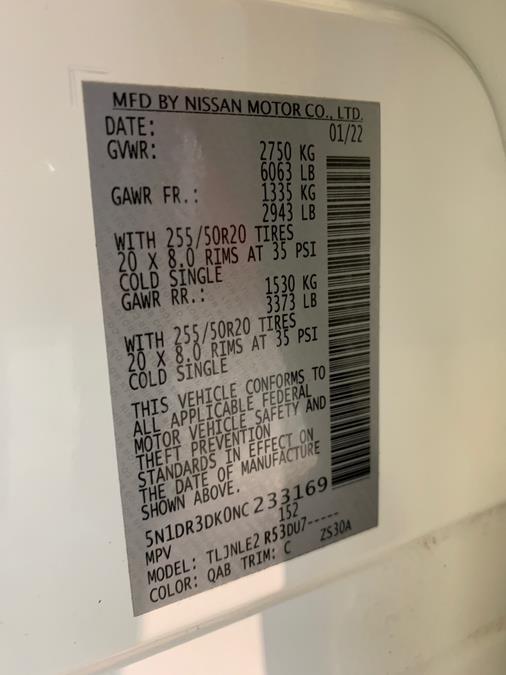 MFD BY NISSAN MOTOR CO., LTD.
DATE: 01/22
GVWR: 2750 KG
6063 LB
GAWR FR.: 1335 KG
2943 LB
WITH 255/50R20 TIRES
20 X 8.0 RIMS AT 35 PSI
COLD SINGLE
GAWR RR.: 1530 KG
3373 LB
WITH 255/50R20 TIRES
20 X 8.0 RIMS AT 35 PSI
COLD SINGLE
THIS VEHICLE CONFORMS TO
ALL APPLICABLE FEDERAL
MOTOR VEHICLE SAFETY AND
THEFT PREVENTION
STANDARDS IN EFFECT ON
THE DATE OF MANUFACTURE
SHOWN ABOVE.
5N1DR3DK0NC233169
MPV 152
MODEL: TLJNLE2 R53DU7-----
COLOR: QAB TRIM: C ZS30A